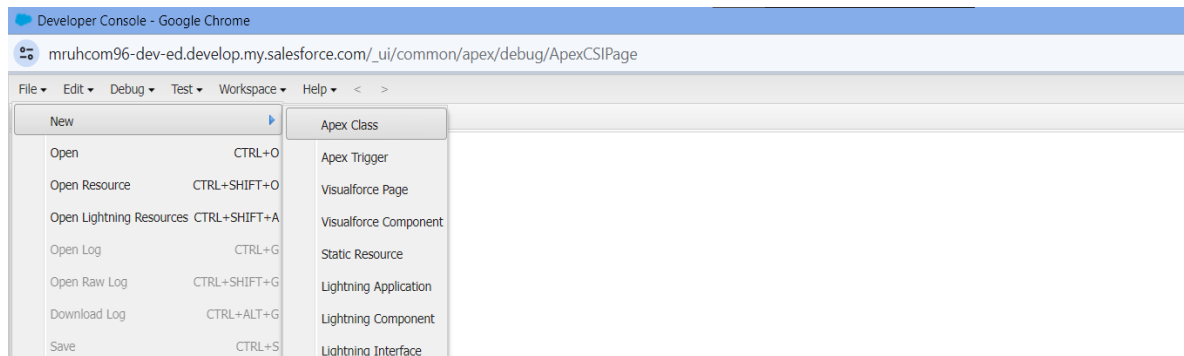 Developer Console - Google Chrome
mruhcom96-dev-ed.develop.my.salesforce.com/_ui/common/apex/debug/ApexCSIPage
File Edit Debug Test Workspace Help < >
New Apex Class
Open CTRL+O Apex Trigger
Open Resource CTRL+SHIFT+O Visualforce Page
Open Lightning Resources CTRL+SHIFT+A Visualforce Component
Open Log CTRL+G Static Resource
Open Raw Log CTRL+SHIFT+G Lightning Application
Download Log CTRL+ALT+G Lightning Component
Save CTRL+S Lightning Interface